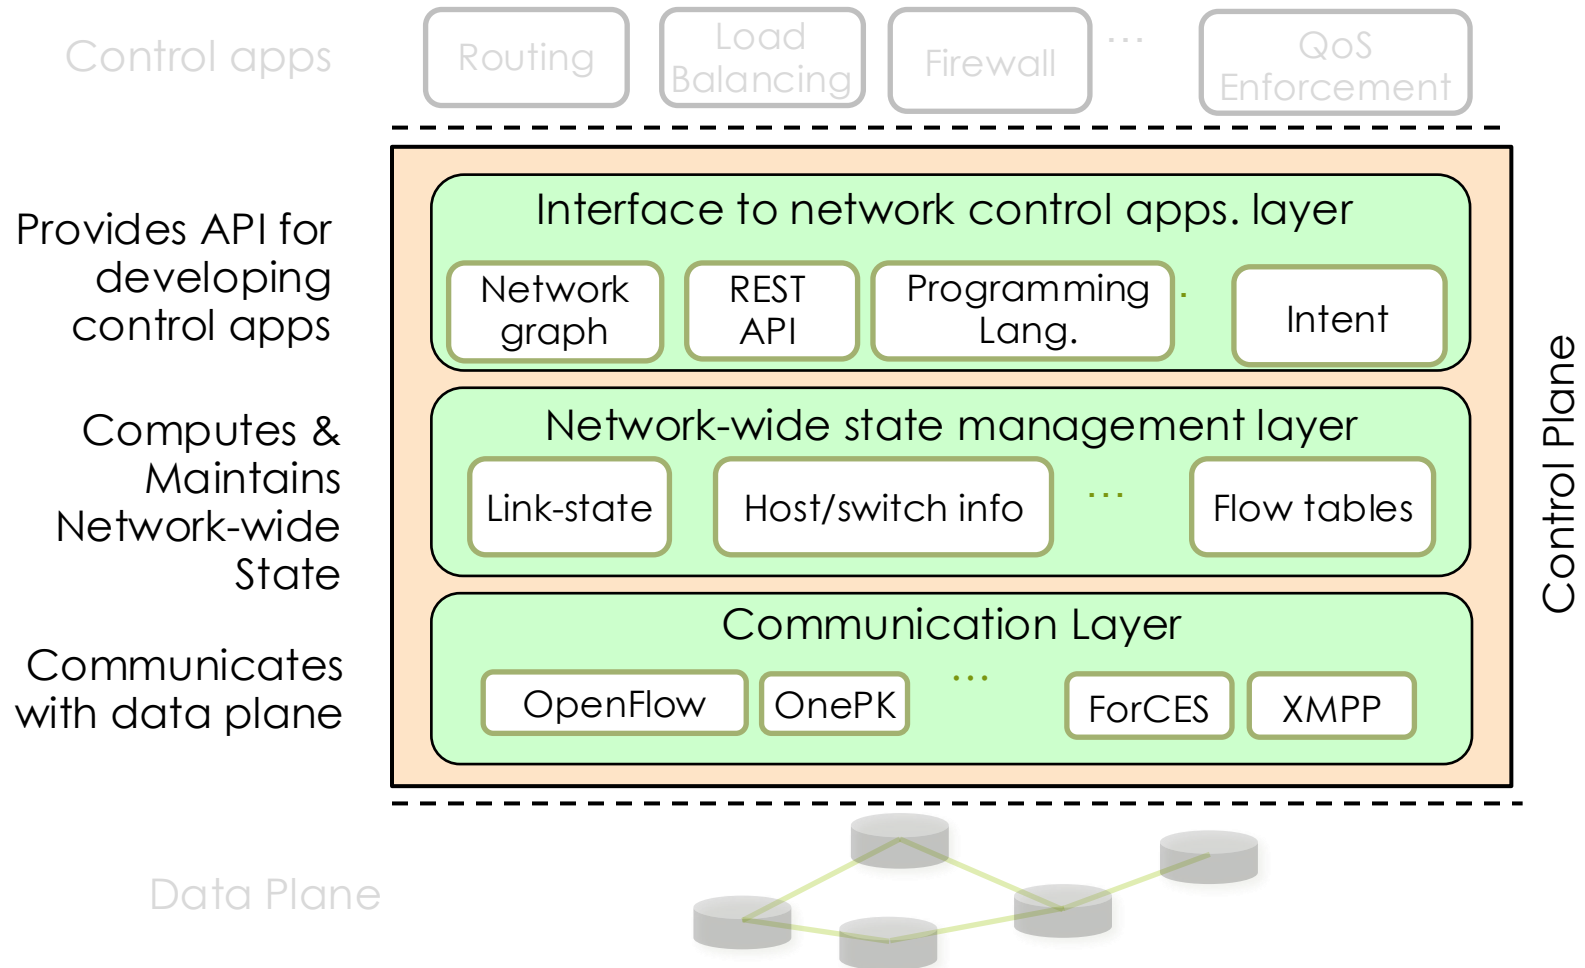 Control apps
Routing
Load
Balancing
Firewall
...
QoS
Enforcement
Provides API for
developing
control apps
Interface to network control apps. layer
Network
graph
REST
API
Programming
Lang.
.
Intent
Computes &
Maintains
Network-wide
State
Network-wide state management layer
Link-state
Host/switch info
...
Flow tables
Communicates
with data plane
Communication Layer
OpenFlow
OnePK
...
ForCES
XMPP
Control Plane
Data Plane